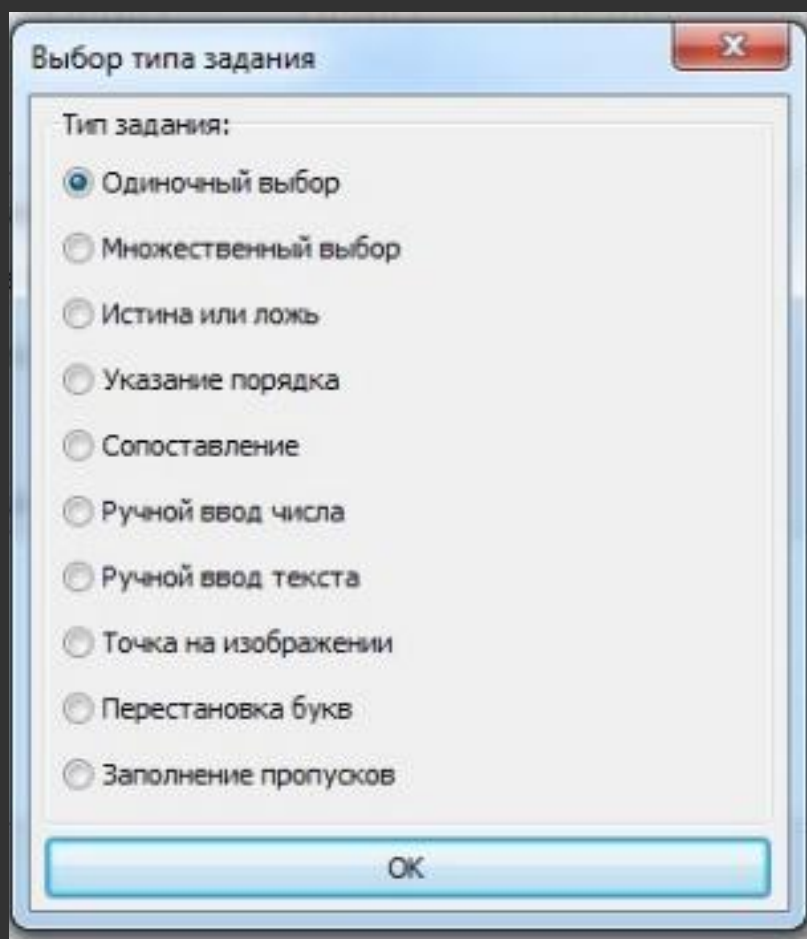 Выбор типа задания
Тип задания:
Одиночный выбор
Множественный выбор
Истина или ложь
Указание порядка
Сопоставление
Ручной ввод числа
Ручной ввод текста
Точка на изображении
Перестановка букв
Заполнение пропусков
ОК